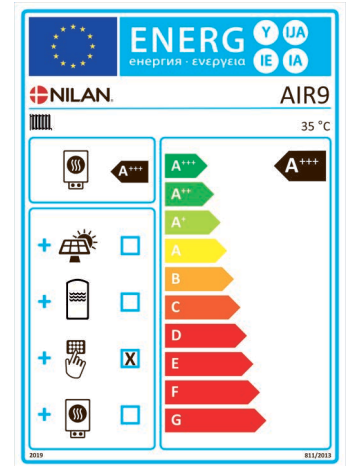 ENERG Y IJA
енергия · ενεργεια IE IA
NILAN. AIR9
35 °C
A+++ A+++ A+++
A++
A+
A
+
B
+
C
D
+ X E
F
+ G
2019 811/2013